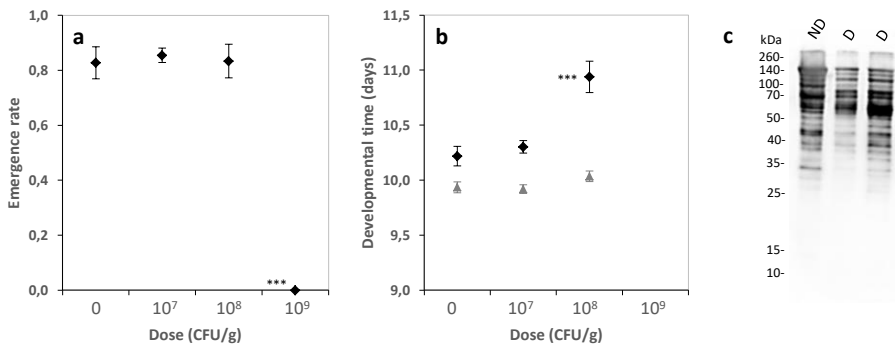 a
1,0
0,8
0,6
0,4
0,2
0,0
Emergence rate
***
0 10⁷ 10⁸ 10⁹
Dose (CFU/g)
b
11,5
11,0
10,5
10,0
9,5
9,0
Developmental time (days)
***
0 10⁷ 10⁸ 10⁹
Dose (CFU/g)
c
ND D D
kDa
260-
140-
100-
70-
50-
40-
35-
25-
15-
10-